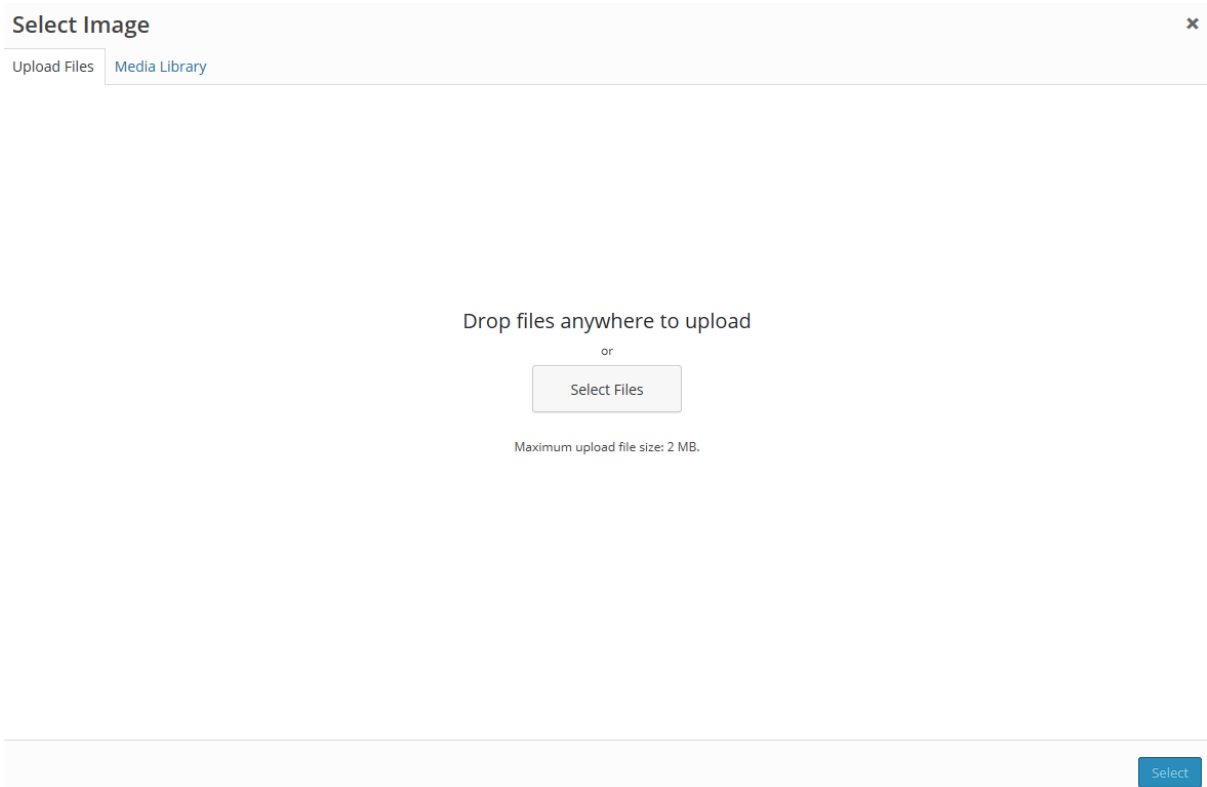 Select Image
Upload Files Media Library
Drop files anywhere to upload
or
Select Files
Maximum upload file size: 2 MB.
Select